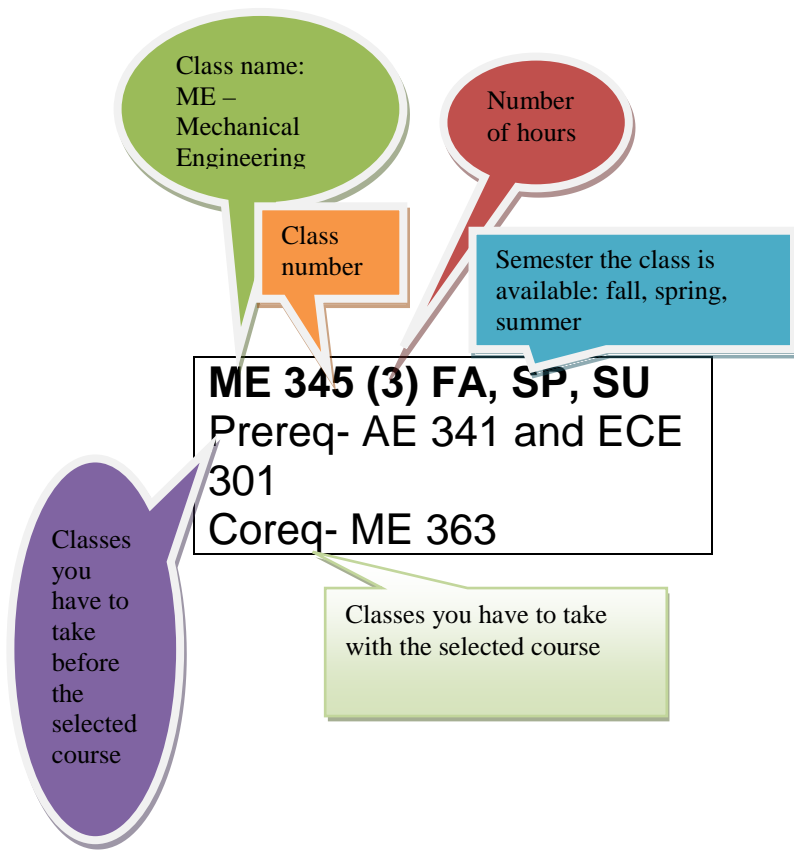 Class name:
ME –
Mechanical
Engineering
Number
of hours
Class
number
Semester the class is
available: fall, spring,
summer
ME 345 (3) FA, SP, SU
Prereq- AE 341 and ECE
301
Coreq- ME 363
Classes
you
have to
take
before
the
selected
course
Classes you have to take
with the selected course